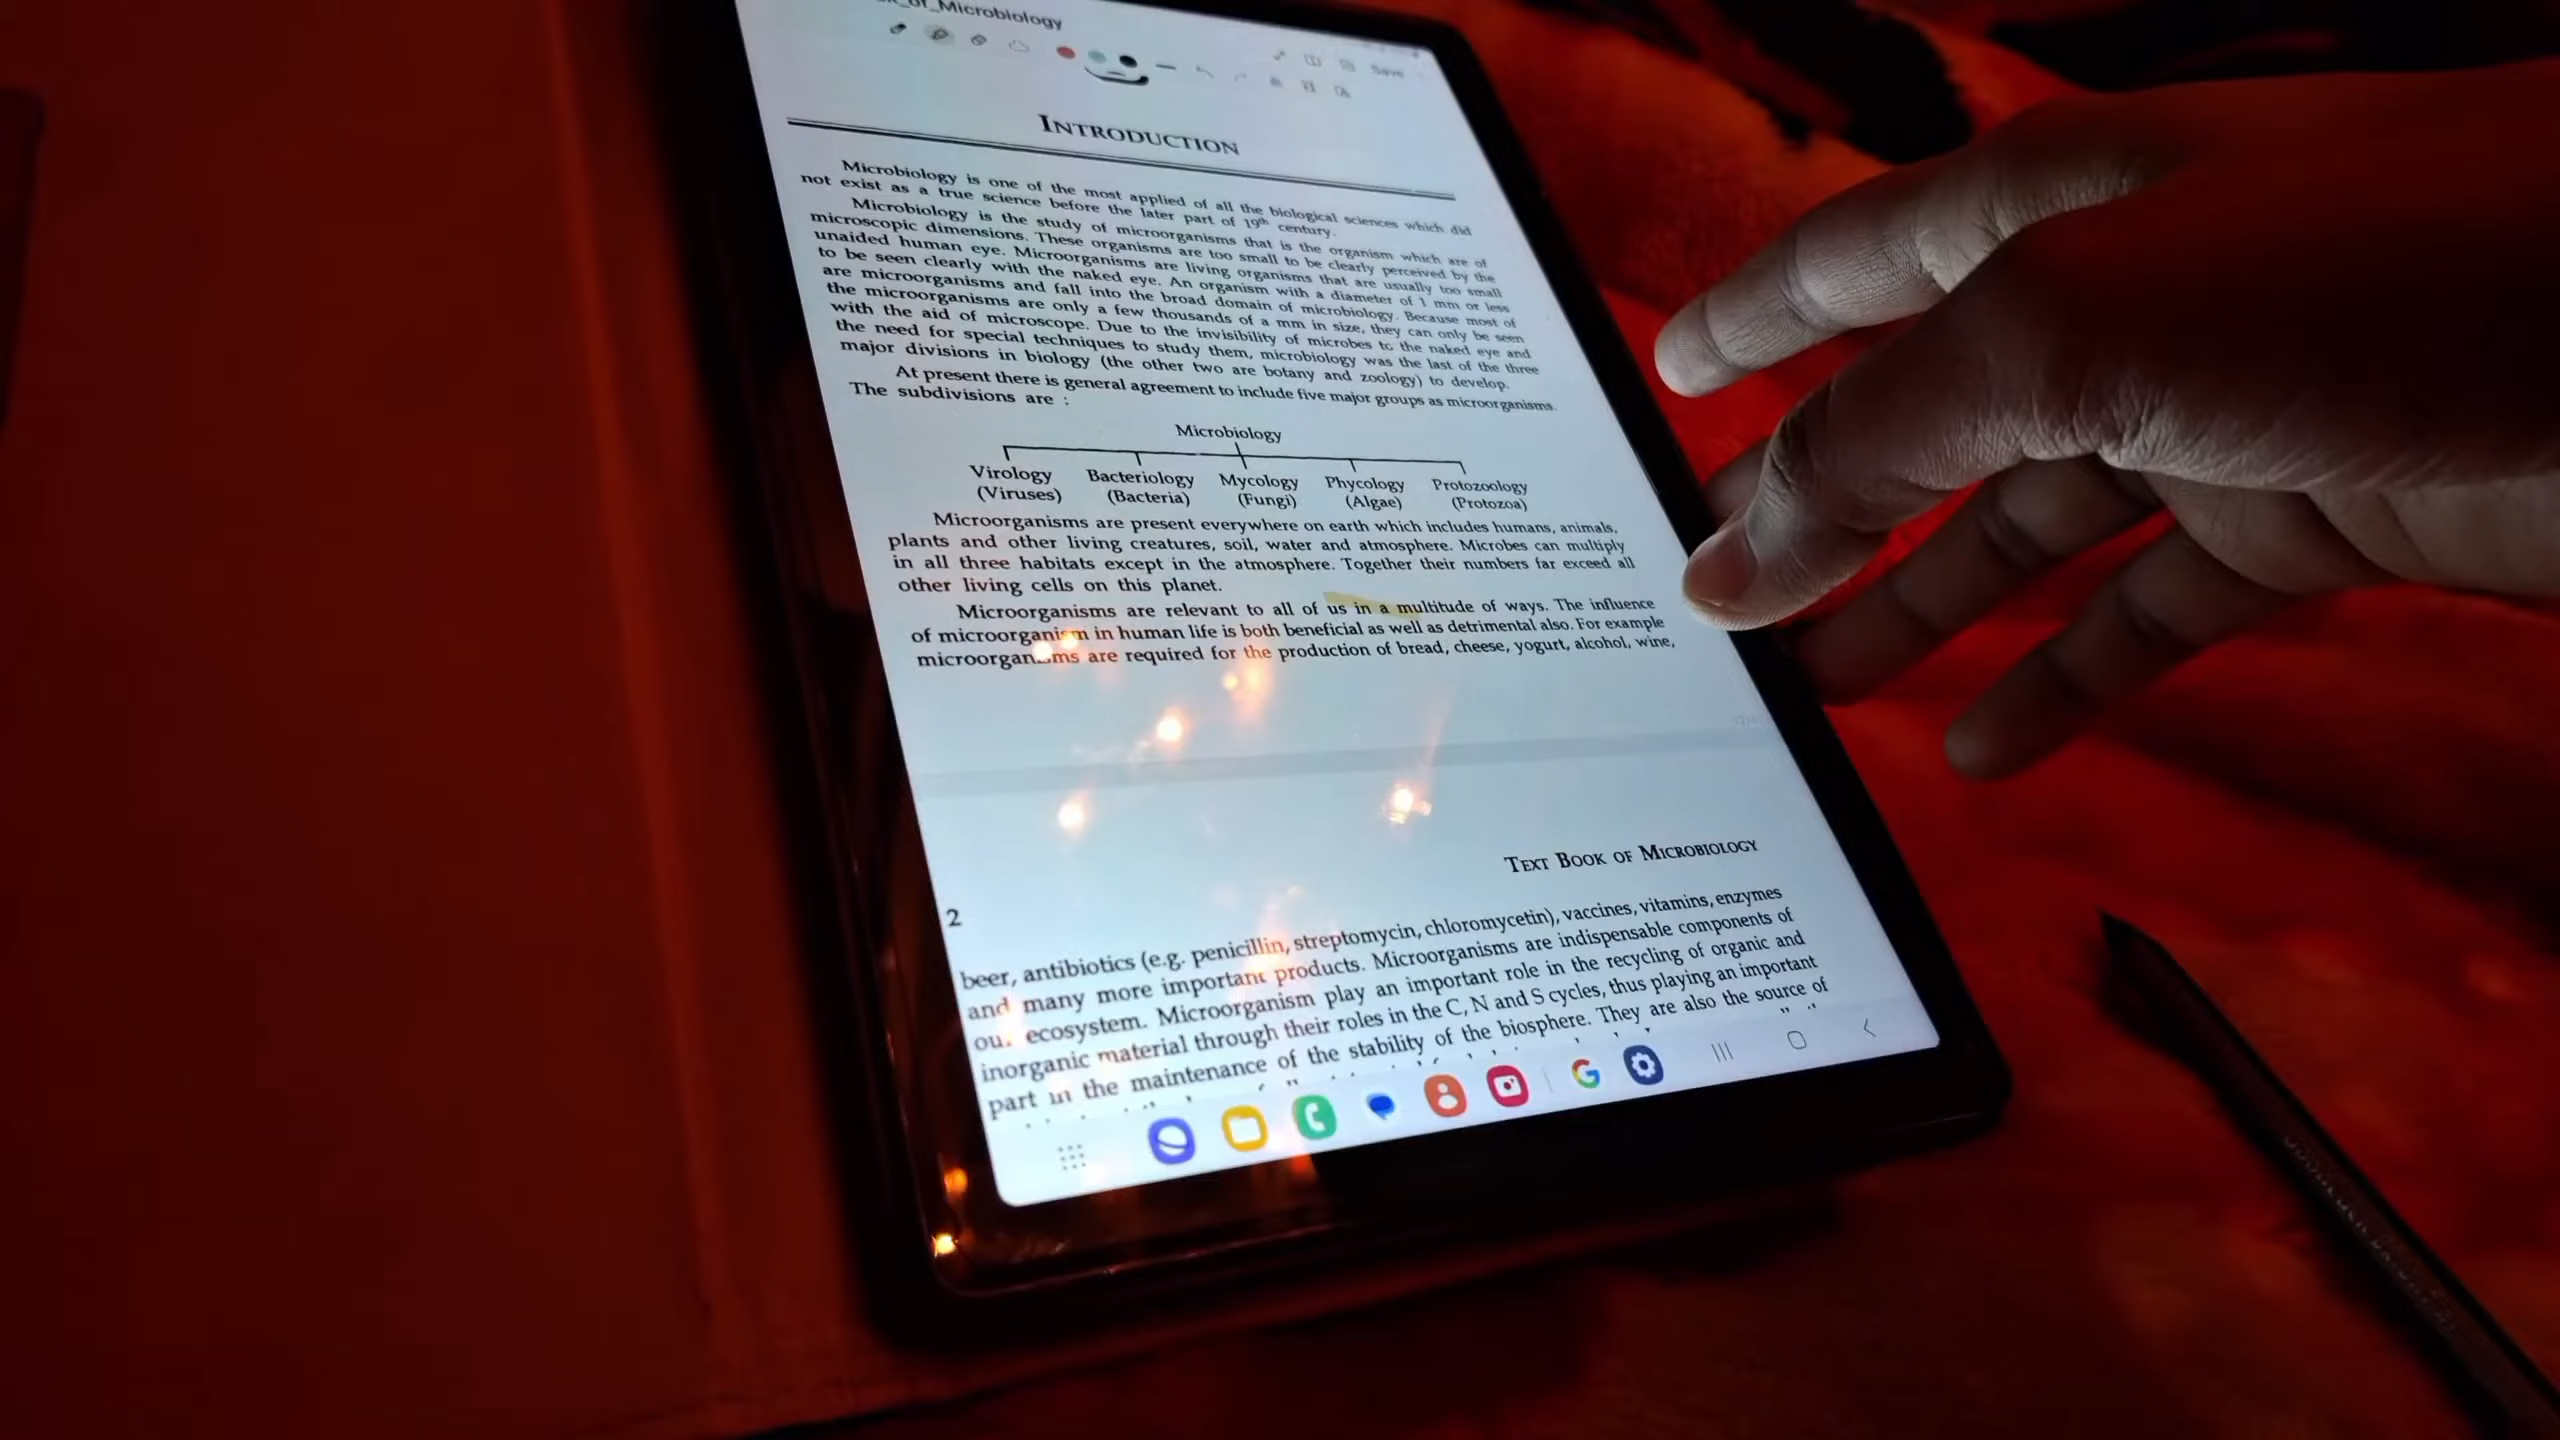 of_Microbiology
Save
INTRODUCTION
Microbiology is one of the most applied of all the biological sciences which did
not exist as a true science before the later part of 19th century.
Microbiology is the study of microorganisms that is the organism which are of
microscopic dimensions. These organisms are too small to be clearly perceived by the
unaided human eye. Microorganisms are living organisms that are usually too small
to be seen clearly with the naked eye. An organism with a diameter of 1 mm or less
are microorganisms and fall into the broad domain of microbiology. Because most of
the microorganisms are only a few thousands of a mm in size, they can only be seen
with the aid of microscope. Due to the invisibility of microbes to the naked eye and
the need for special techniques to study them, microbiology was the last of the three
major divisions in biology (the other two are botany and zoology) to develop.
At present there is general agreement to include five major groups as microorganisms.
The subdivisions are :
Microbiology
Virology Bacteriology Mycology Phycology Protozoology
(Viruses) (Bacteria) (Fungi) (Algae) (Protozoa)
Microorganisms are present everywhere on earth which includes humans, animals,
plants and other living creatures, soil, water and atmosphere. Microbes can multiply
in all three habitats except in the atmosphere. Together their numbers far exceed all
other living cells on this planet.
Microorganisms are relevant to all of us in a multitude of ways. The influence
of microorganism in human life is both beneficial as well as detrimental also. For example
microorganisms are required for the production of bread, cheese, yogurt, alcohol, wine,
TEXT BOOK OF MICROBIOLOGY
2
beer, antibiotics (e.g. penicillin, streptomycin, chloromycetin), vaccines, vitamins, enzymes
and many more important products. Microorganisms are indispensable components of
our ecosystem. Microorganism play an important role in the recycling of organic and
inorganic material through their roles in the C, N and S cycles, thus playing an important
part in the maintenance of the stability of the biosphere. They are also the source of